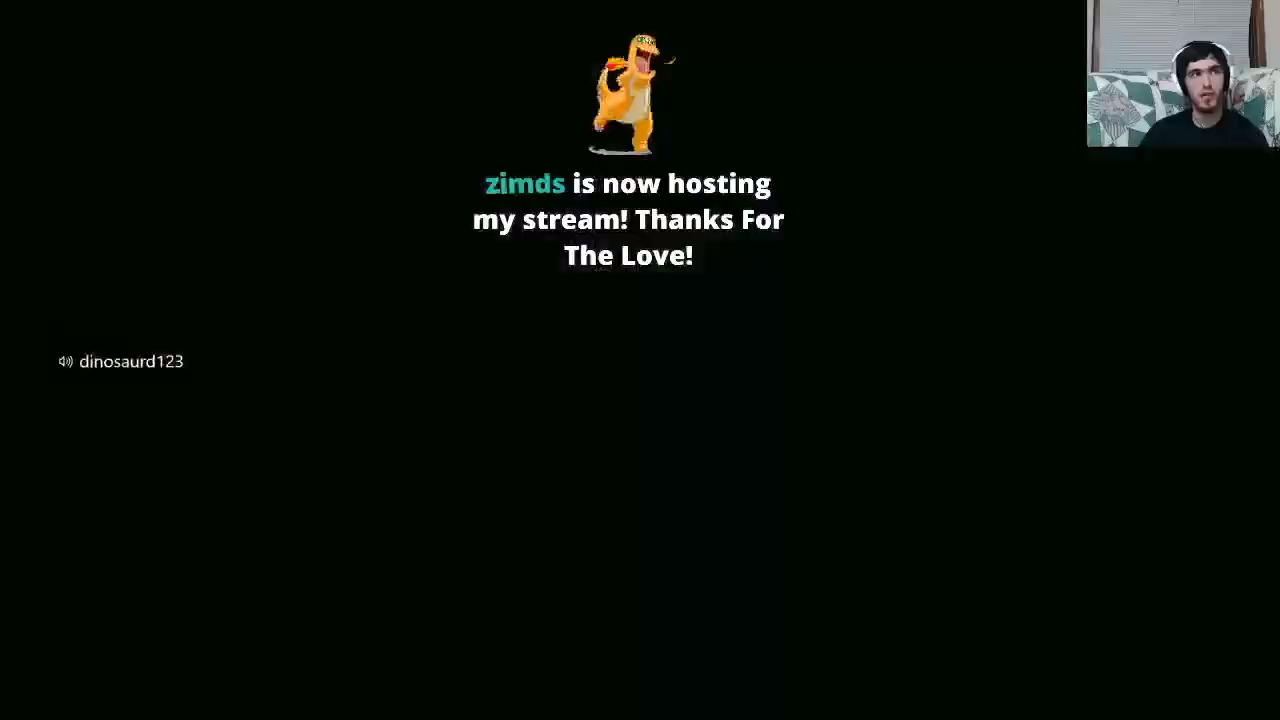 zimds is now hosting
my stream! Thanks For
The Love!
dinosaurd123